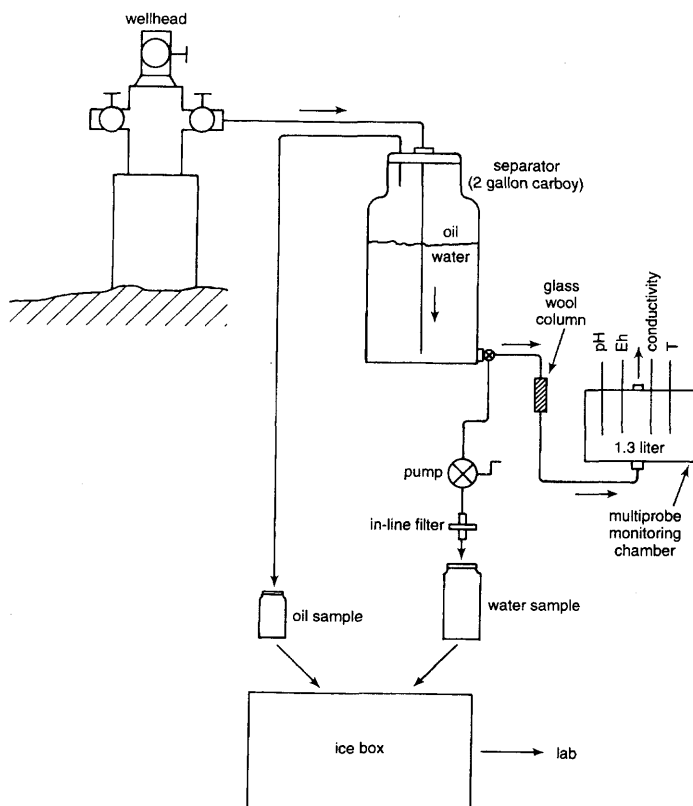 wellhead
separator
(2 gallon carboy)
oil
water
glass
wool
column
pH
Eh
conductivity
T
1.3 liter
pump
multiprobe
monitoring
chamber
in-line filter
oil sample
water sample
ice box
lab